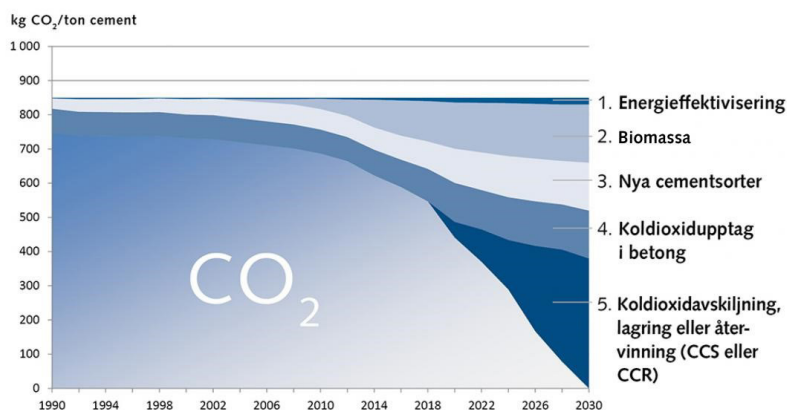 kg CO₂/ton cement
1 000
900
800
700
600
500
400
300
200
100
0
1990
1994
1998
2002
2006
2010
2014
2018
2022
2026
2030
CO₂
1. Energieffektivisering
2. Biomassa
3. Nya cementsorter
4. Koldioxidupptag
i betong
5. Koldioxidavskiljning,
lagring eller åter-
vinning (CCS eller
CCR)